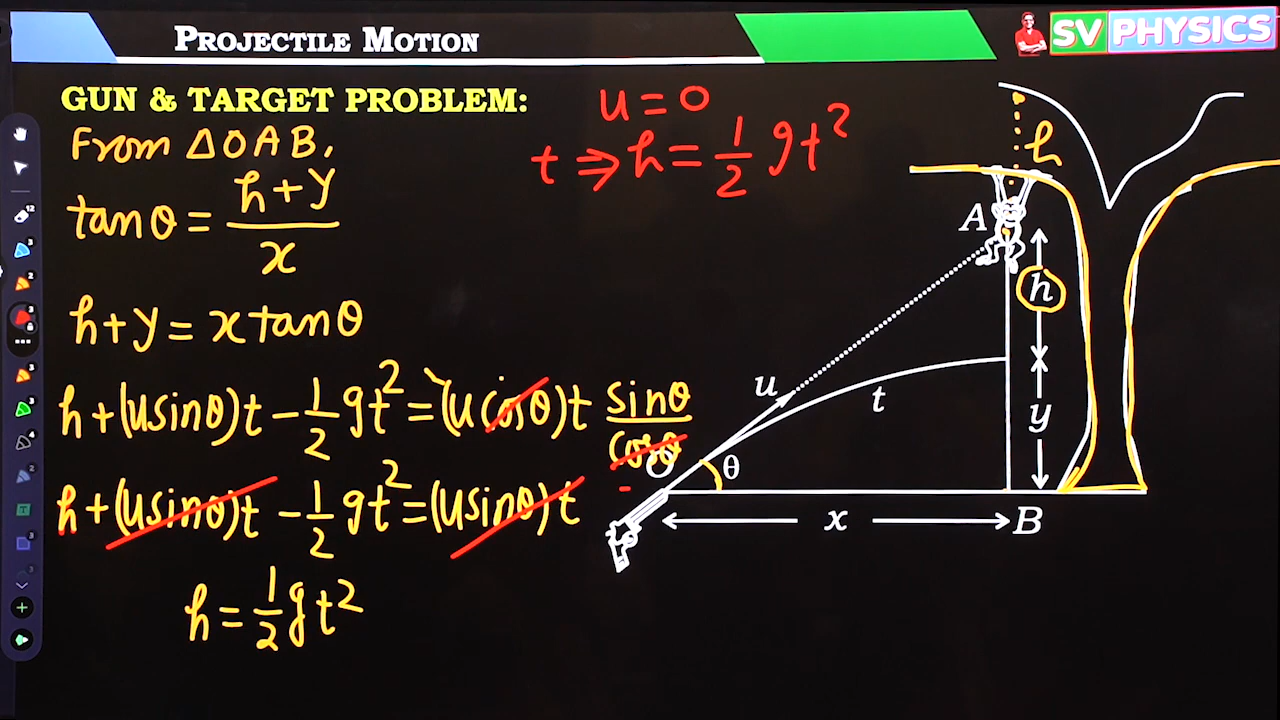 PROJECTILE MOTION
SV PHYSICS
GUN & TARGET PROBLEM:
From ΔOAB,
tanθ = (h+y)/x
h+y = x tanθ
h+(usinθ)t − 1/2 gt² = (ucosθ)t sinθ/cosθ
h+(usinθ)t − 1/2 gt² = (usinθ)t
h = 1/2 gt²
u = 0
t ⇒ h = 1/2 gt²
h
A
h
u
t
y
O
θ
x
B